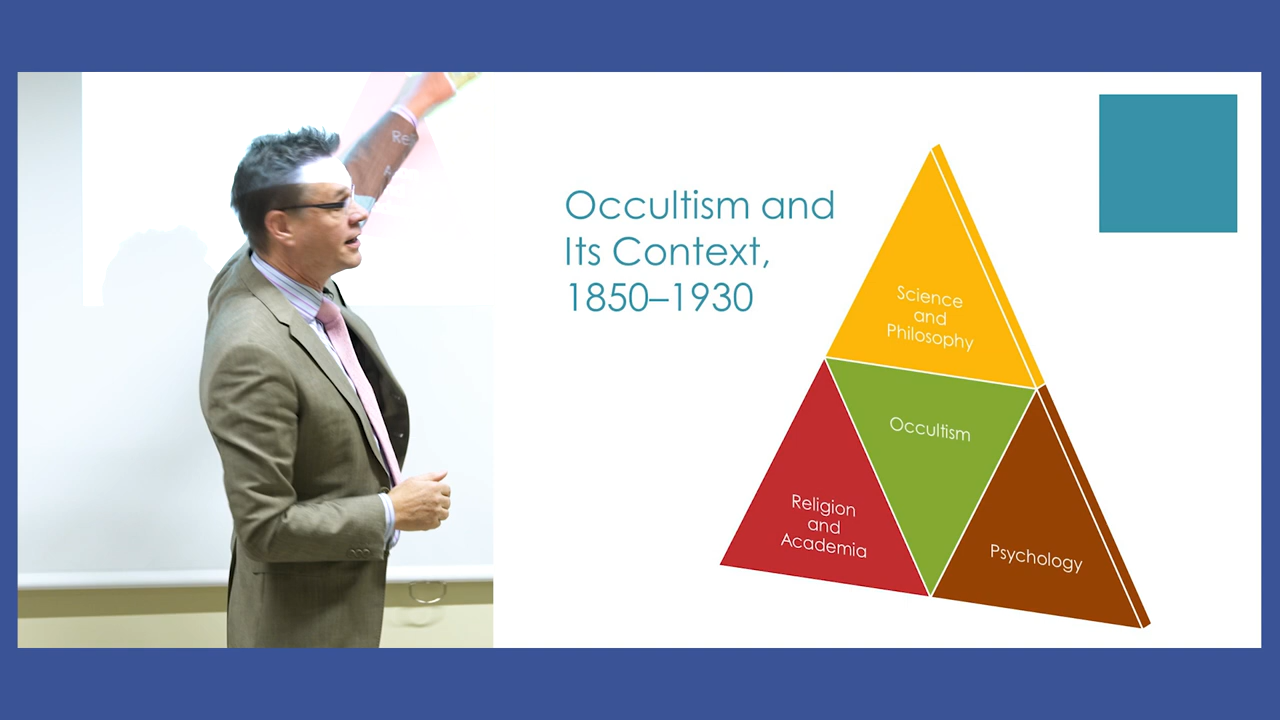 Occultism and
Its Context,
1850–1930
Science
and
Philosophy
Occultism
Religion
and
Academia
Psychology